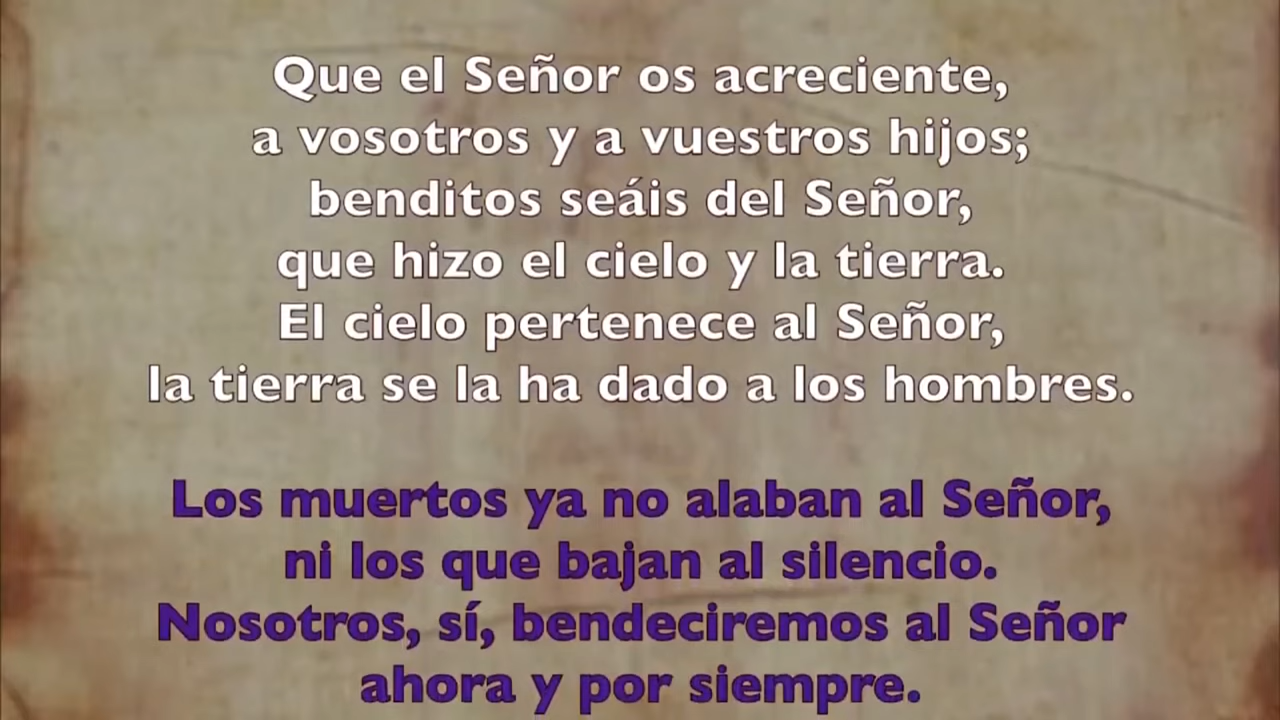 Que el Señor os acreciente,
a vosotros y a vuestros hijos;
benditos seáis del Señor,
que hizo el cielo y la tierra.
El cielo pertenece al Señor,
la tierra se la ha dado a los hombres.
Los muertos ya no alaban al Señor,
ni los que bajan al silencio.
Nosotros, sí, bendeciremos al Señor
ahora y por siempre.